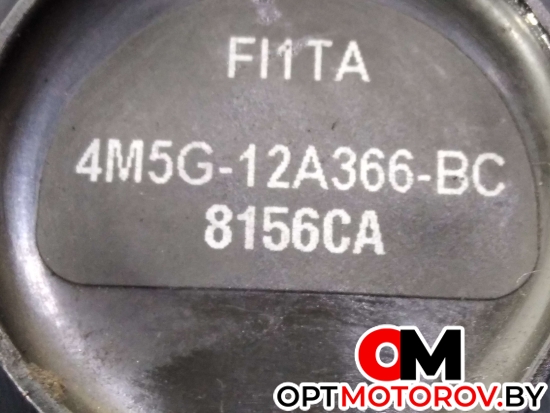 FI1TA
4M5G-12A366-BC
8156CA
OM
OPTMOTOROV.BY